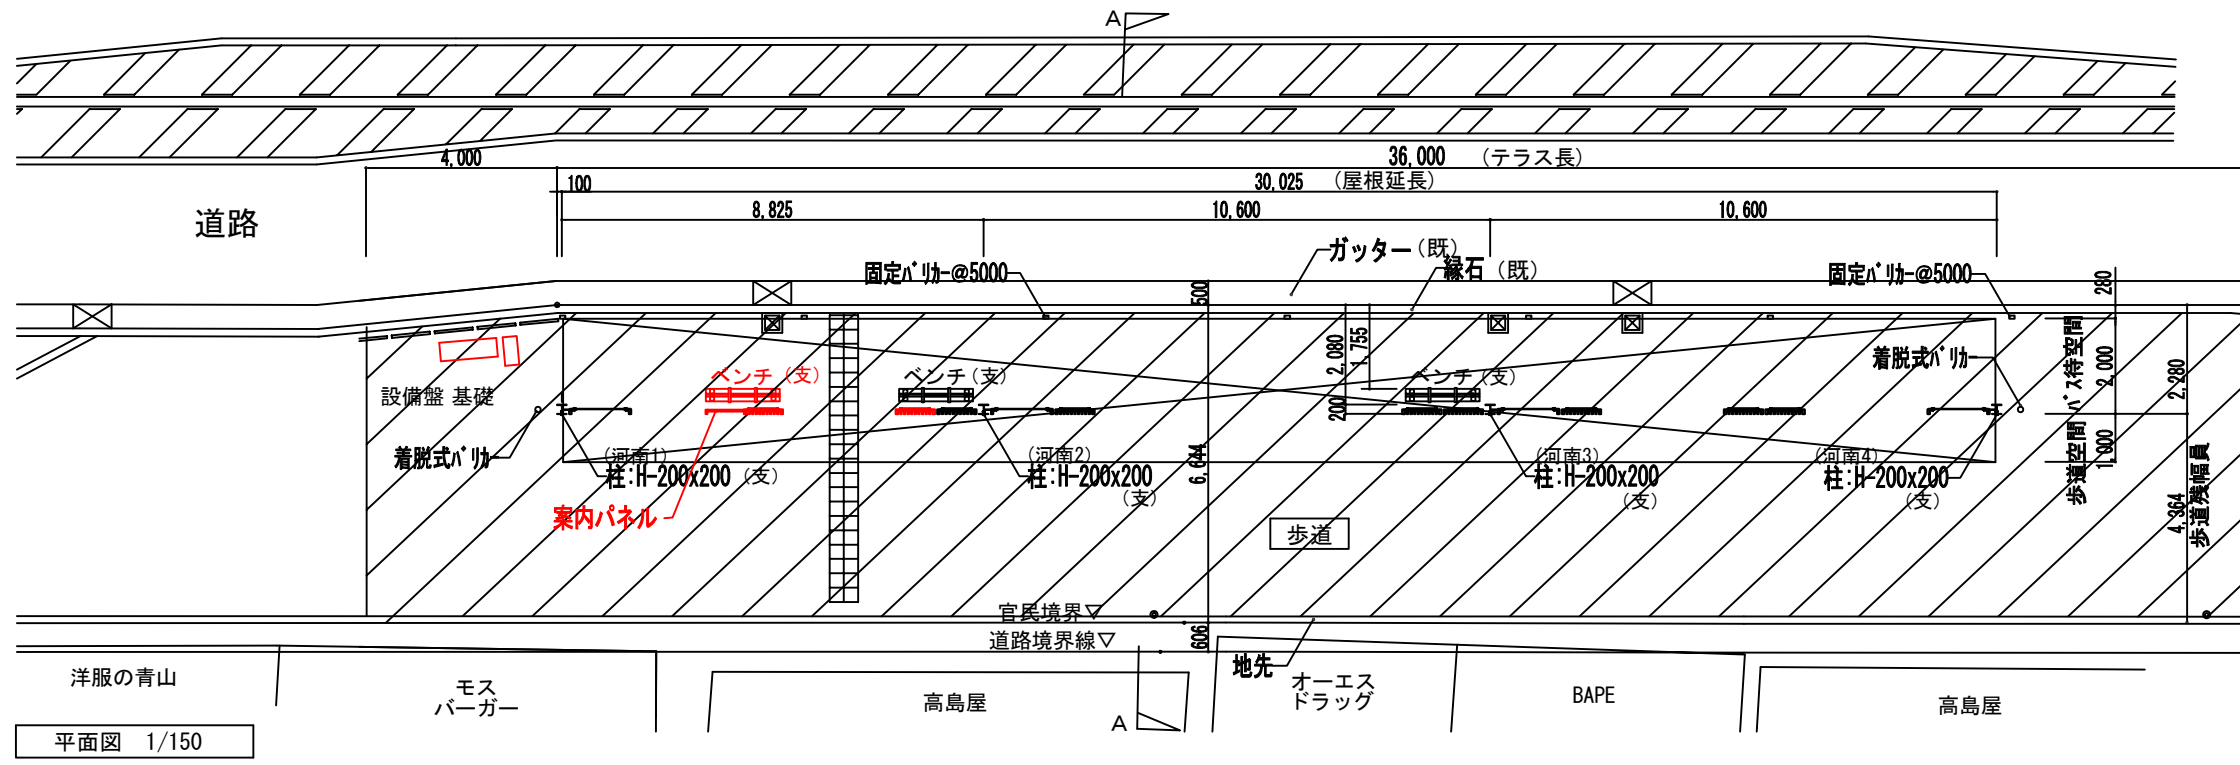 A
4,000
36,000 (テラス長)
100
30,025 (屋根延長)
道路
8,825
10,600
10,600
ガッター(既)
縁石(既)
固定バリカー@5000
固定バリカー@5000
500
280
2,080
1,755
200
着脱式バリカー
バス待空間
2,000
2,280
ベンチ(支)
ベンチ(支)
ベンチ(支)
設備盤 基礎
着脱式バリカー
(河南1)
柱:H-200x200 (支)
(河南2)
柱:H-200x200
(支)
(河南3)
柱:H-200x200
(支)
(河南4)
柱:H-200x200
(支)
6,644
歩道空間
1,000
案内パネル
歩道
4,364
歩道残幅員
官民境界▽
道路境界線▽
606
地先
洋服の青山
モス
バーガー
高島屋
オーエス
ドラッグ
BAPE
高島屋
A
平面図 1/150